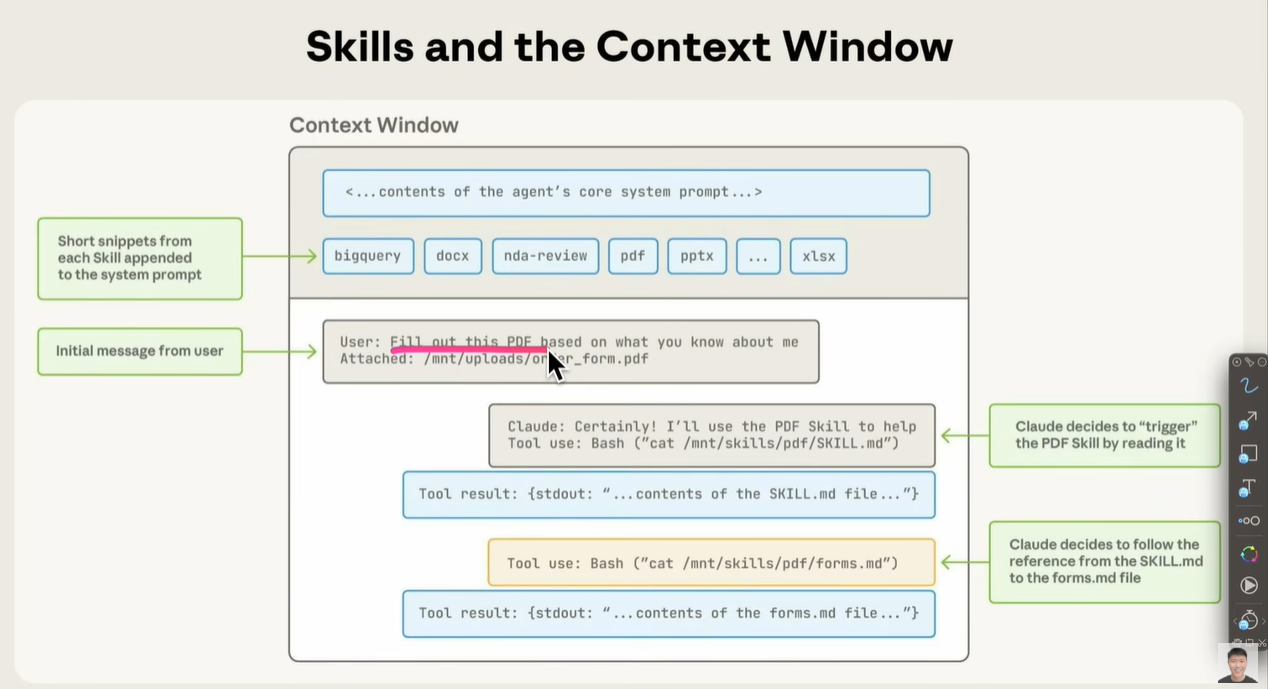 Skills and the Context Window
Context Window
<...contents of the agent's core system prompt...>
Short snippets from
each Skill appended
to the system prompt
bigquery
docx
nda-review
pdf
pptx
...
xlsx
Initial message from user
User: Fill out this PDF based on what you know about me
Attached: /mnt/uploads/or er_form.pdf
Claude: Certainly! I'll use the PDF Skill to help
Tool use: Bash ("cat /mnt/skills/pdf/SKILL.md")
Claude decides to "trigger"
the PDF Skill by reading it
Tool result: {stdout: "...contents of the SKILL.md file..."}
Tool use: Bash ("cat /mnt/skills/pdf/forms.md")
Claude decides to follow the
reference from the SKILL.md
to the forms.md file
Tool result: {stdout: "...contents of the forms.md file..."}